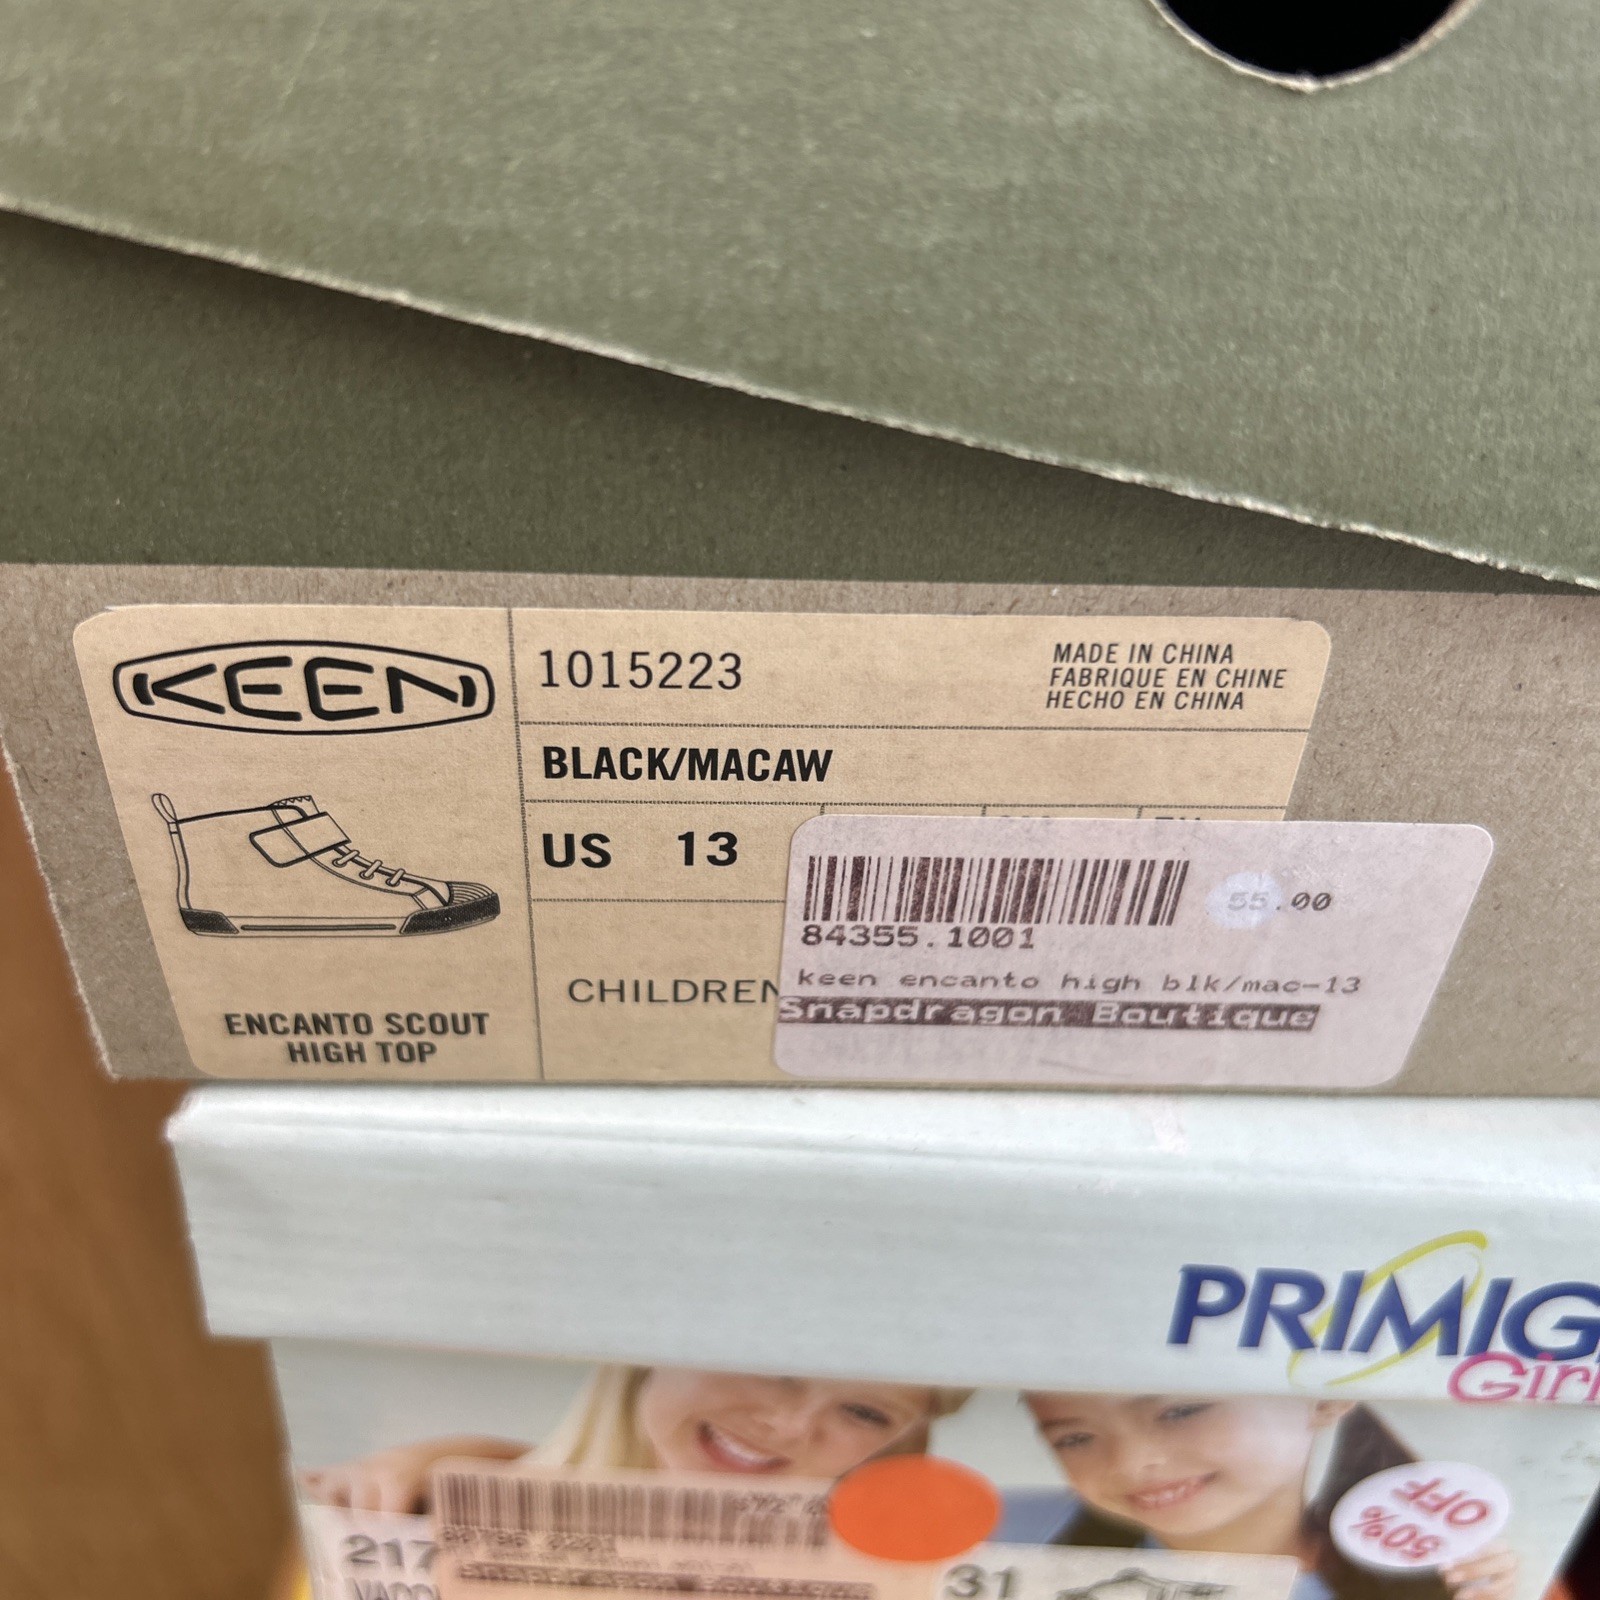 KEEN
1015223
MADE IN CHINA
FABRIQUE EN CHINE
HECHO EN CHINA
BLACK/MACAW
US 13
CHILDREN
ENCANTO SCOUT
HIGH TOP
55.00
84355.1001
keen encanto high blk/mac-13
Snapdragon Boutique
PRIMIG
Girl
50%
OFF
217
31